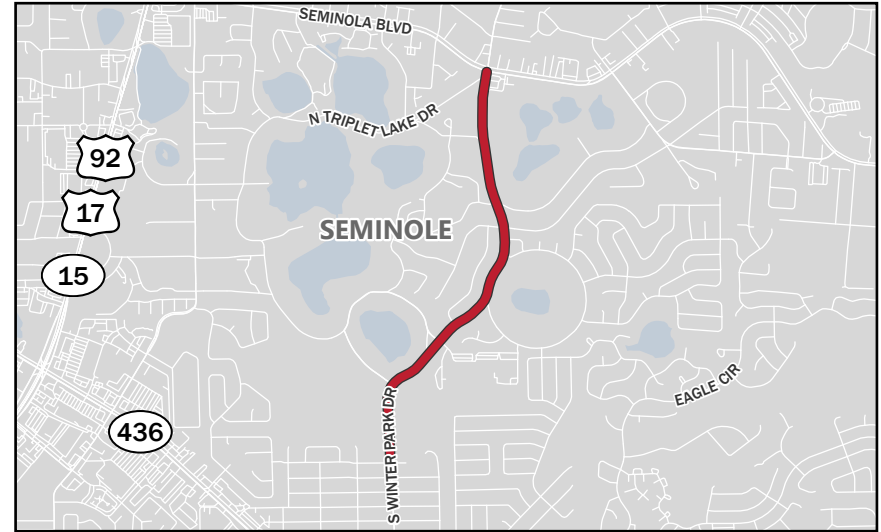 SEMINOLA BLVD
N TRIPLET LAKE DR
92
17
SEMINOLE
15
EAGLE CIR
436
S WINTER PARK DR